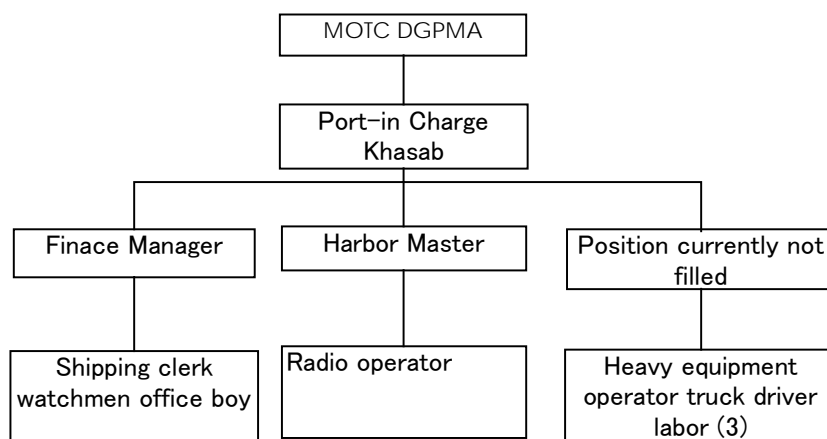 MOTC DGPMA
Port-in Charge
Khasab
Finace Manager
Harbor Master
Position currently not
filled
Shipping clerk
watchmen office boy
Radio operator
Heavy equipment
operator truck driver
labor (3)